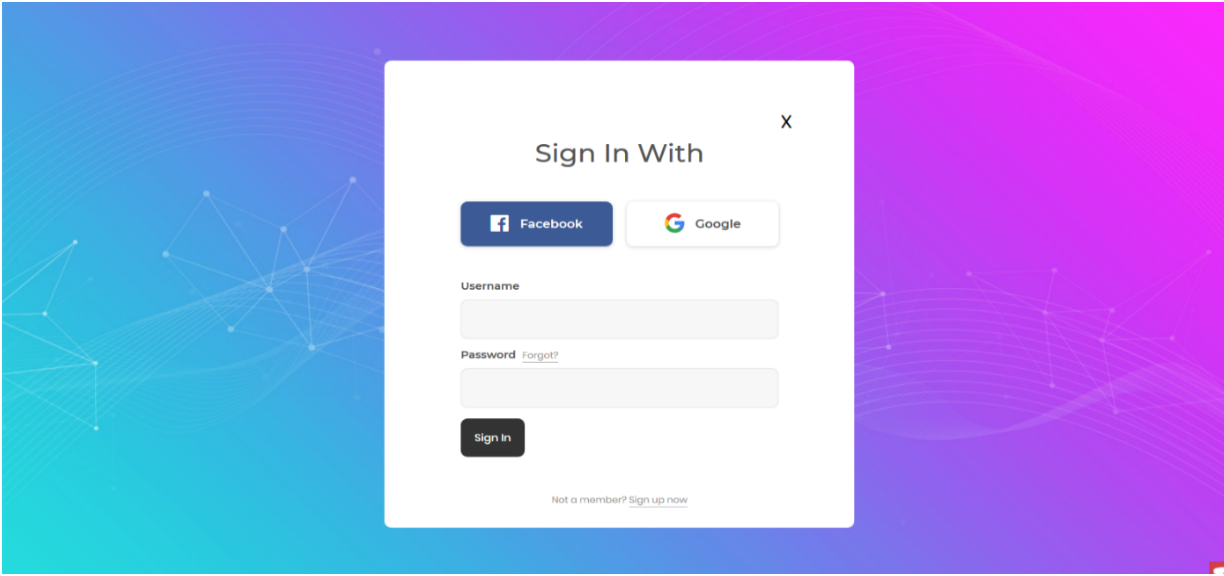 X
Sign In With
Facebook Google
Username
Password Forgot?
Sign In
Not a member? Sign up now